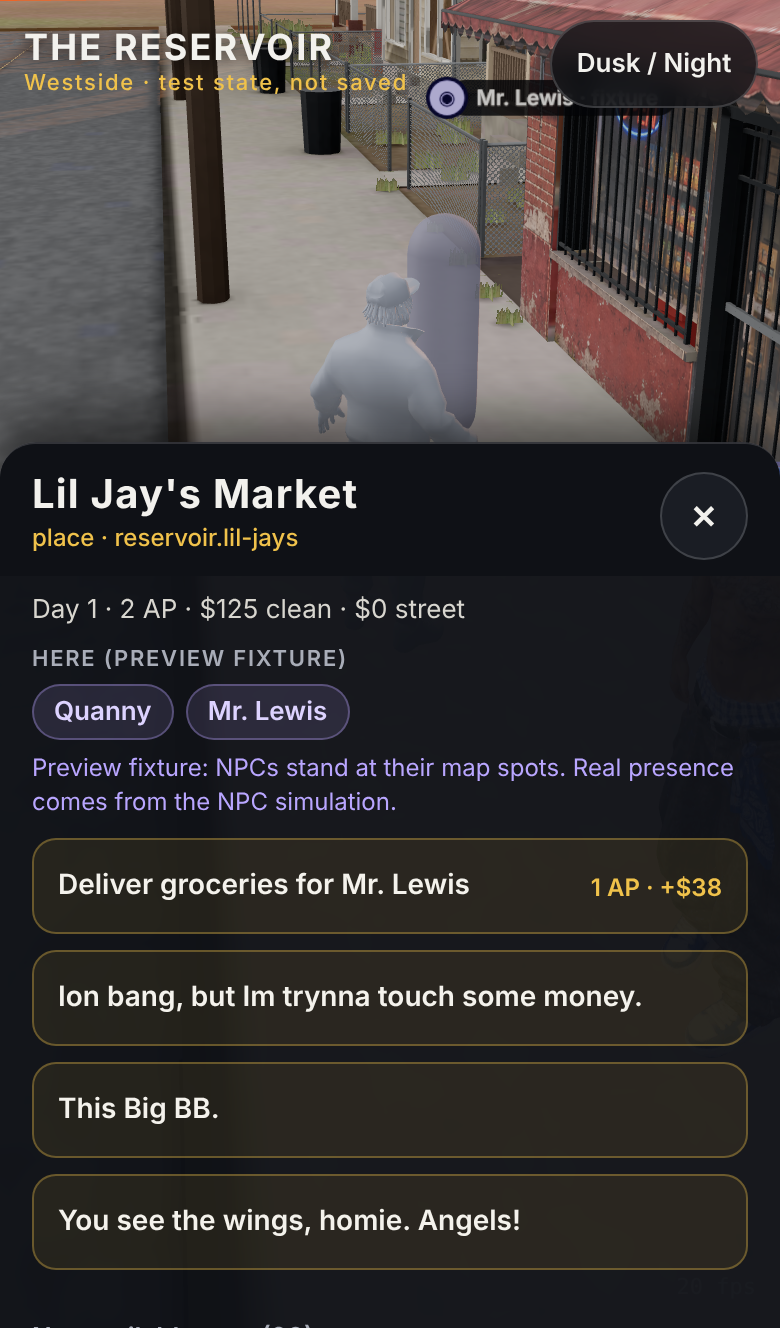 THE RESERVOIR
Westside · test state, not saved
Dusk / Night
Mr. Lewis · fixture
Lil Jay's Market
place · reservoir.lil-jays
×
Day 1 · 2 AP · $125 clean · $0 street
HERE (PREVIEW FIXTURE)
Quanny
Mr. Lewis
Preview fixture: NPCs stand at their map spots. Real presence
comes from the NPC simulation.
Deliver groceries for Mr. Lewis
1 AP · +$38
Ion bang, but Im trynna touch some money.
This Big BB.
You see the wings, homie. Angels!